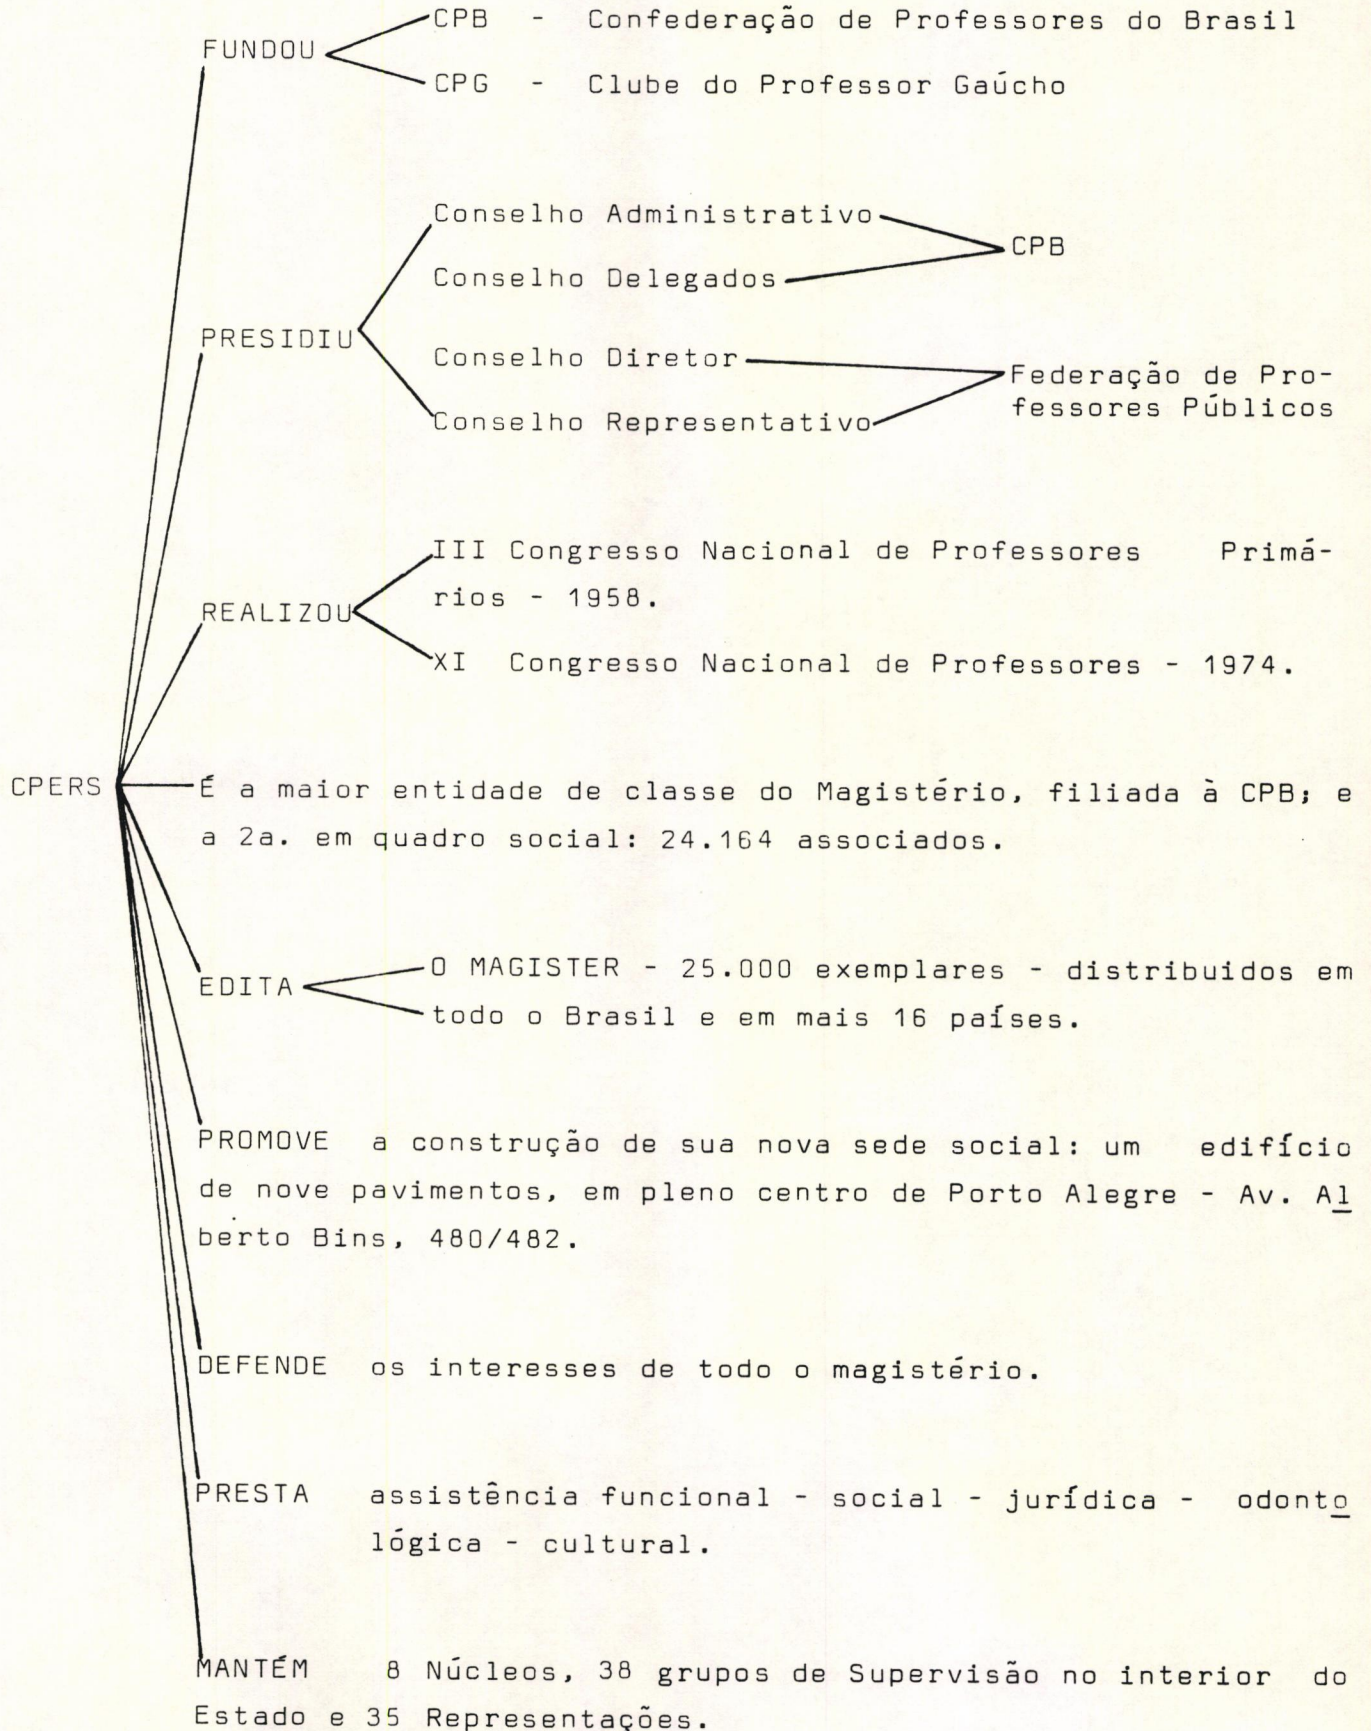 CPB - Confederação de Professores do Brasil
FUNDOU
CPG - Clube do Professor Gaúcho
Conselho Administrativo
CPB
Conselho Delegados
PRESIDIU
Conselho Diretor
Federação de Pro-
fessores Públicos
Conselho Representativo
III Congresso Nacional de Professores Primá-
rios - 1958.
REALIZOU
XI Congresso Nacional de Professores - 1974.
CPERS
É a maior entidade de classe do Magistério, filiada à CPB; e
a 2a. em quadro social: 24.164 associados.
EDITA
O MAGISTER - 25.000 exemplares - distribuidos em
todo o Brasil e em mais 16 países.
PROMOVE a construção de sua nova sede social: um edifício
de nove pavimentos, em pleno centro de Porto Alegre - Av. Al
berto Bins, 480/482.
DEFENDE os interesses de todo o magistério.
PRESTA assistência funcional - social - jurídica - odonto
lógica - cultural.
MANTÉM 8 Núcleos, 38 grupos de Supervisão no interior do
Estado e 35 Representações.